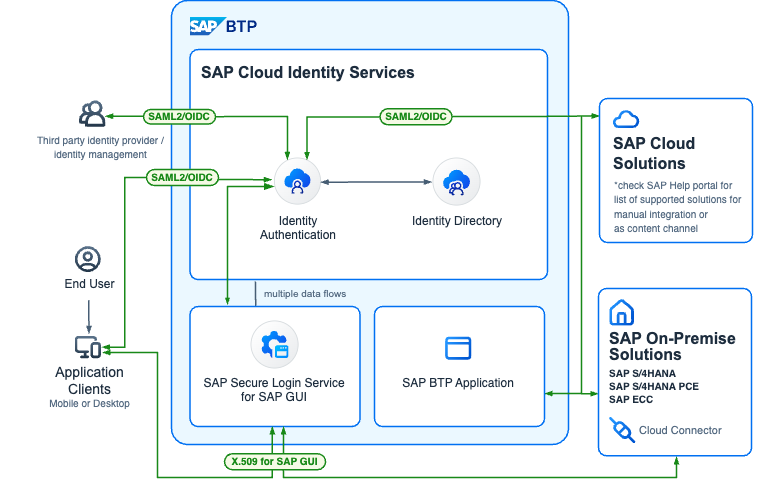 SAP BTP
SAP Cloud Identity Services
SAML2/OIDC
SAML2/OIDC
Third party identity provider /
identity management
SAML2/OIDC
SAP Cloud
Solutions
*check SAP Help portal for
list of supported solutions for
manual integration or
as content channel
Identity
Authentication
Identity Directory
End User
multiple data flows
Application
Clients
Mobile or Desktop
SAP Secure Login Service
for SAP GUI
SAP BTP Application
SAP On-Premise
Solutions
SAP S/4HANA
SAP S/4HANA PCE
SAP ECC
Cloud Connector
X.509 for SAP GUI